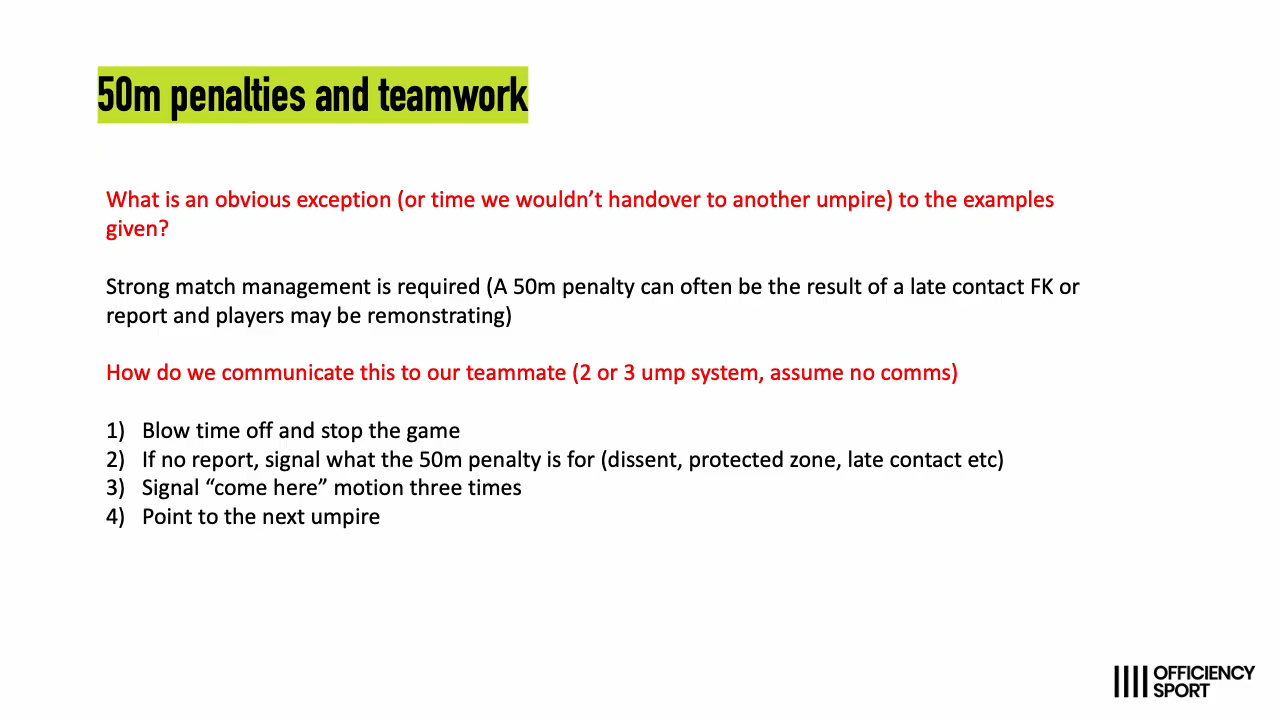 50m penalties and teamwork
What is an obvious exception (or time we wouldn’t handover to another umpire) to the examples
given?
Strong match management is required (A 50m penalty can often be the result of a late contact FK or
report and players may be remonstrating)
How do we communicate this to our teammate (2 or 3 ump system, assume no comms)
1) Blow time off and stop the game
2) If no report, signal what the 50m penalty is for (dissent, protected zone, late contact etc)
3) Signal “come here” motion three times
4) Point to the next umpire
OFFICIENCY
SPORT